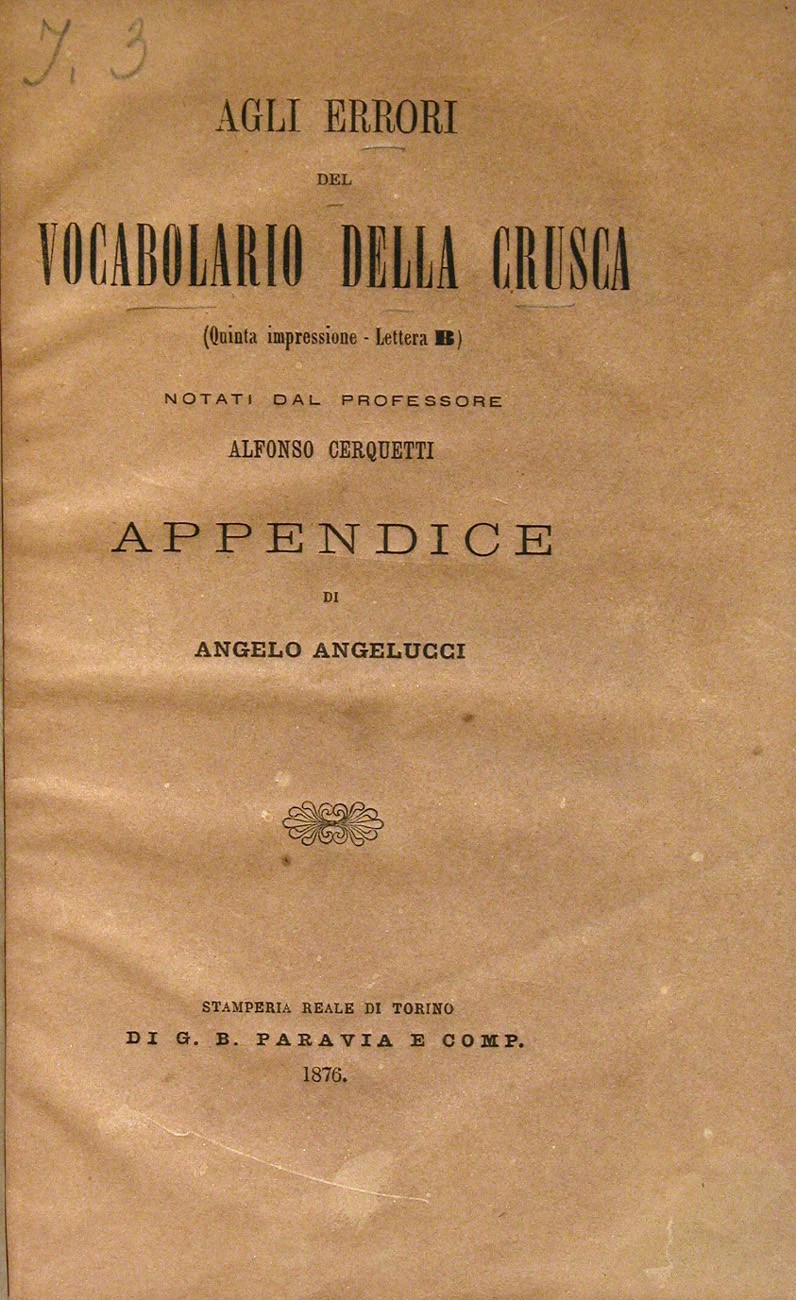 J. 3
AGLI ERRORI
DEL
VOCABOLARIO DELLA CRUSCA
(Quinta impressione - Lettera B)
NOTATI DAL PROFESSORE
ALFONSO CERQUETTI
APPENDICE
DI
ANGELO ANGELUCCI
STAMPERIA REALE DI TORINO
DI G. B. PARAVIA E COMP.
1876.